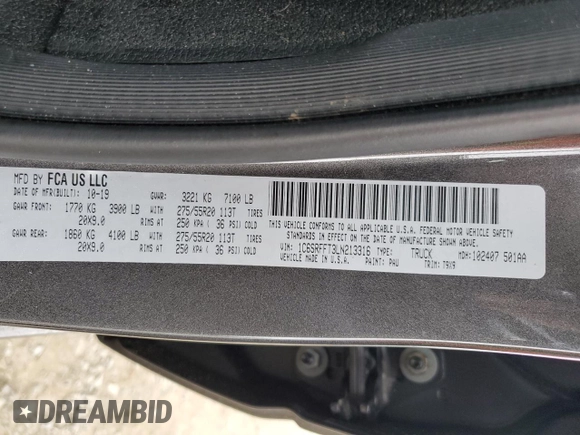 MFD BY FCA US LLC
DATE OF MFR(BUILT): 10-19 GVWR: 3221 KG 7100 LB
GAWR FRONT: 1770 KG 3900 LB WITH 275/55R20 113T TIRES
20X9.0 RIMS AT 250 KPA ( 36 PSI) COLD
GAWR REAR: 1860 KG 4100 LB WITH 275/55R20 113T TIRES
20X9.0 RIMS AT 250 KPA ( 36 PSI) COLD
THIS VEHICLE CONFORMS TO ALL APPLICABLE U.S.A. FEDERAL MOTOR VEHICLE SAFETY
STANDARDS IN EFFECT ON THE DATE OF MANUFACTURE SHOWN ABOVE.
VIN: 1C6SRFFT3LN213316 TYPE: TRUCK MDH: 102407 501AA
VEHICLE MADE IN U.S.A. PAINT: PAU TRIM: T9X9
DREAMBID